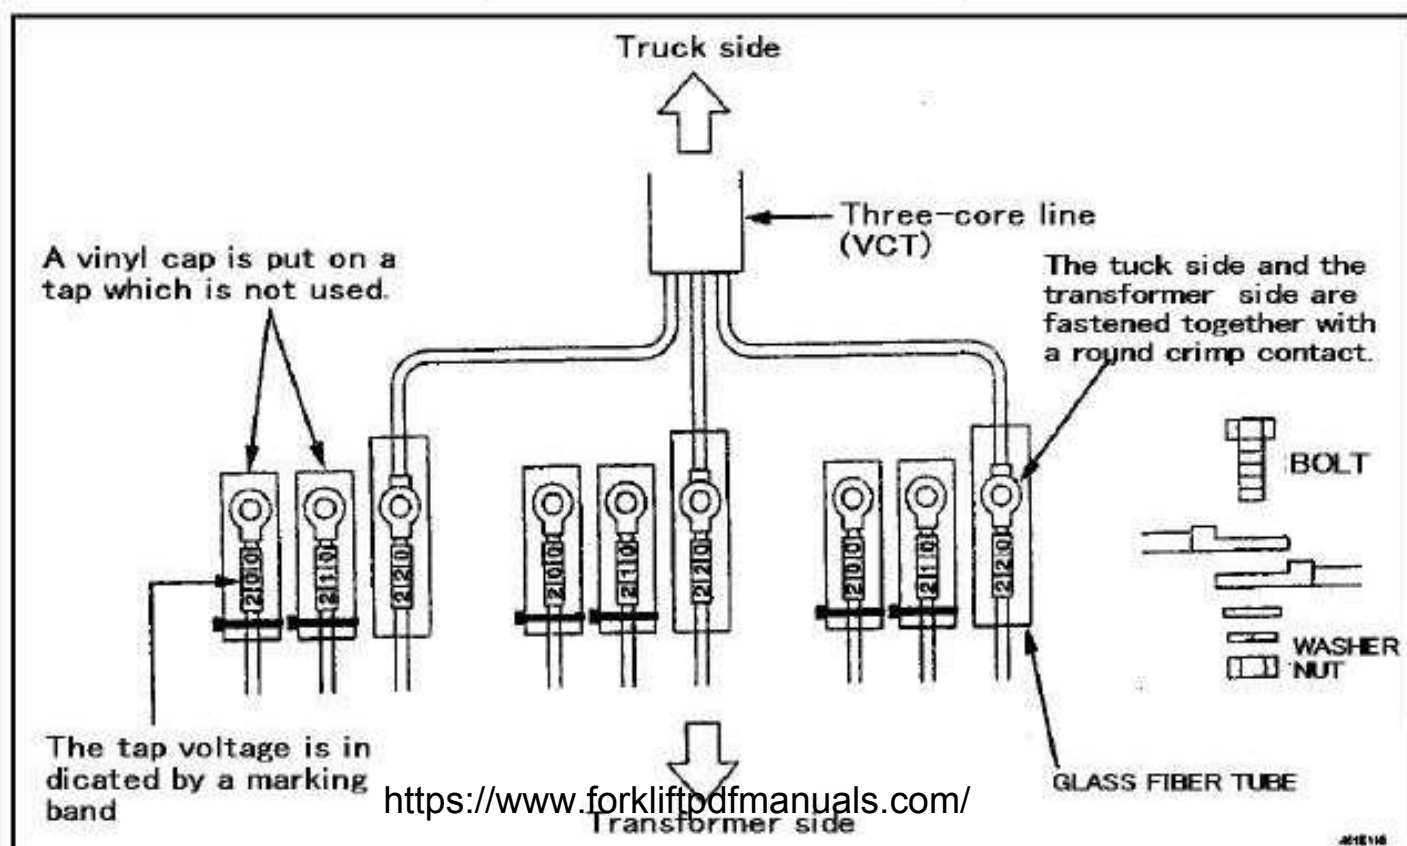 Truck side
Three-core line
(VCT)
A vinyl cap is put on a
tap which is not used.
The tuck side and the
transformer side are
fastened together with
a round crimp contact.
BOLT
200
210
220
200
210
220
200
210
220
WASHER
NUT
The tap voltage is in
dicated by a marking
band
GLASS FIBER TUBE
https://www.forkliftpdfmanuals.com/
Transformer side